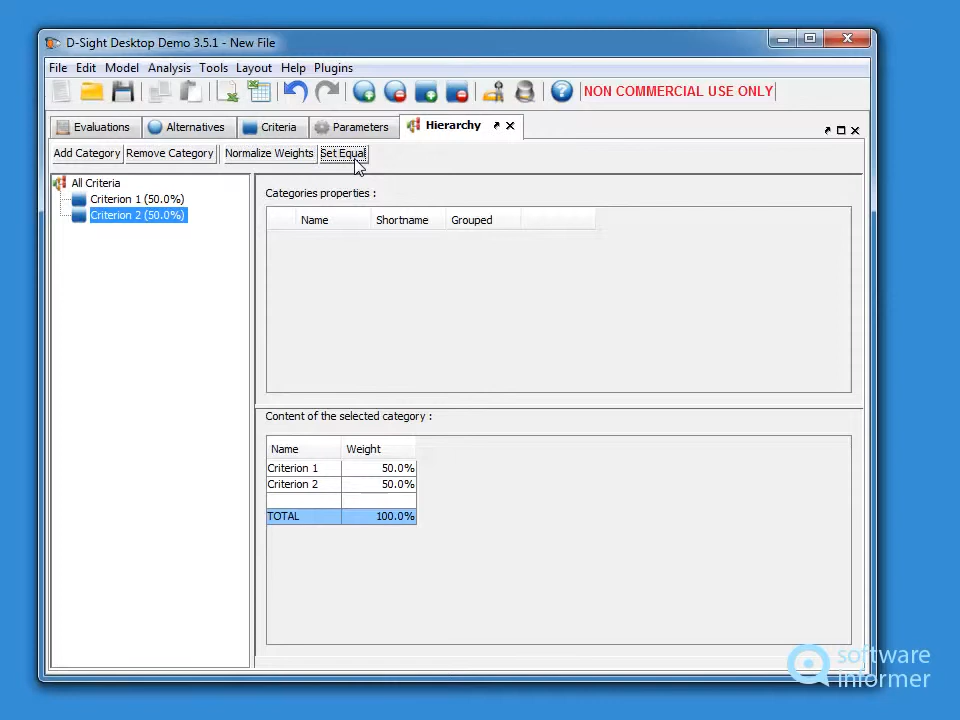 D-Sight Desktop Demo 3.5.1 - New File
File Edit Model Analysis Tools Layout Help Plugins
NON COMMERCIAL USE ONLY
Evaluations Alternatives Criteria Parameters Hierarchy
Add Category Remove Category Normalize Weights Set Equal
All Criteria
Criterion 1 (50.0%)
Criterion 2 (50.0%)
Categories properties :
Name Shortname Grouped
Content of the selected category :
Name Weight
Criterion 1 50.0%
Criterion 2 50.0%
TOTAL 100.0%
software
informer